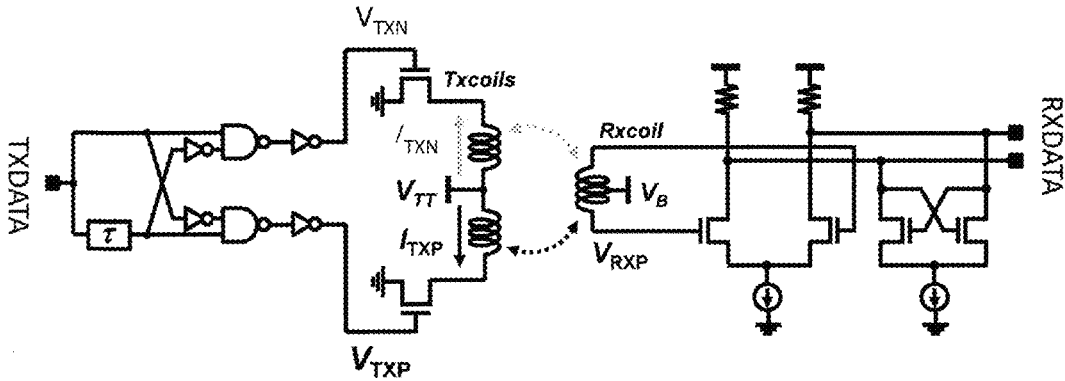 V_TXN
Txcoils
I_TXN
Rxcoil
TXDATA
V_TT
V_B
RXDATA
τ
I_TXP
V_RXP
V_TXP